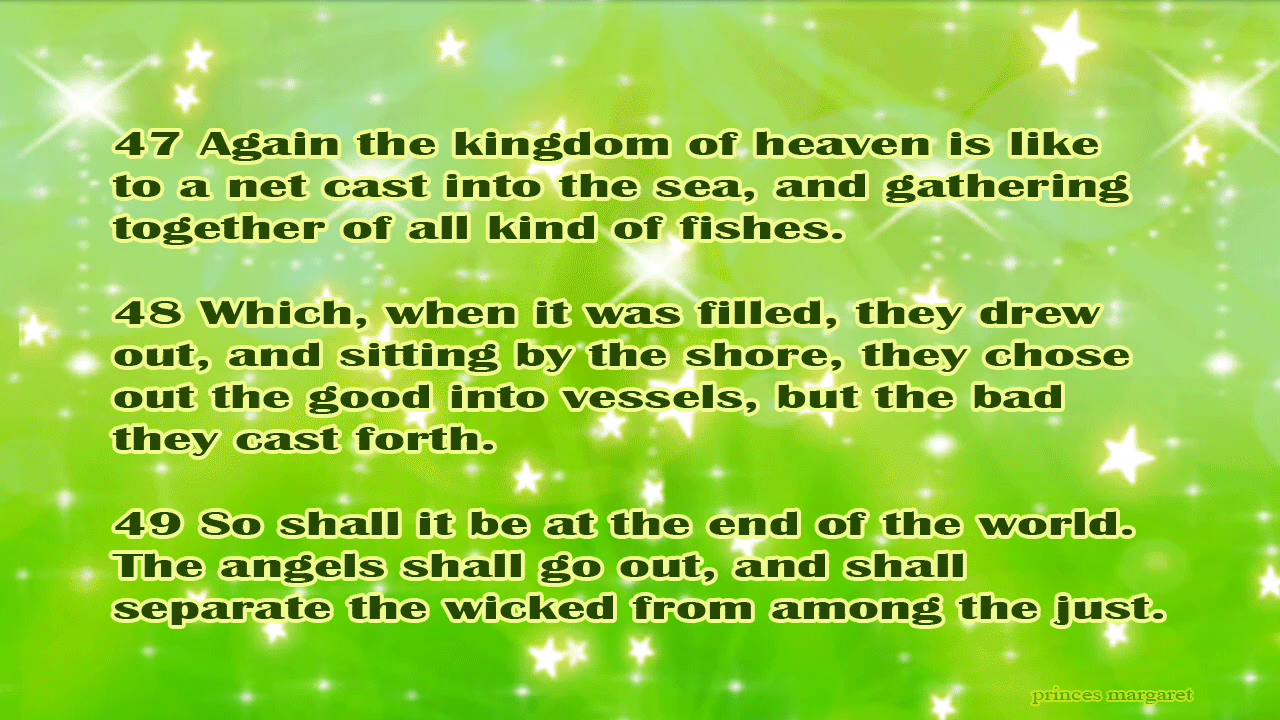 47 Again the kingdom of heaven is like
to a net cast into the sea, and gathering
together of all kind of fishes.
48 Which, when it was filled, they drew
out, and sitting by the shore, they chose
out the good into vessels, but the bad
they cast forth.
49 So shall it be at the end of the world.
The angels shall go out, and shall
separate the wicked from among the just.
princes margaret